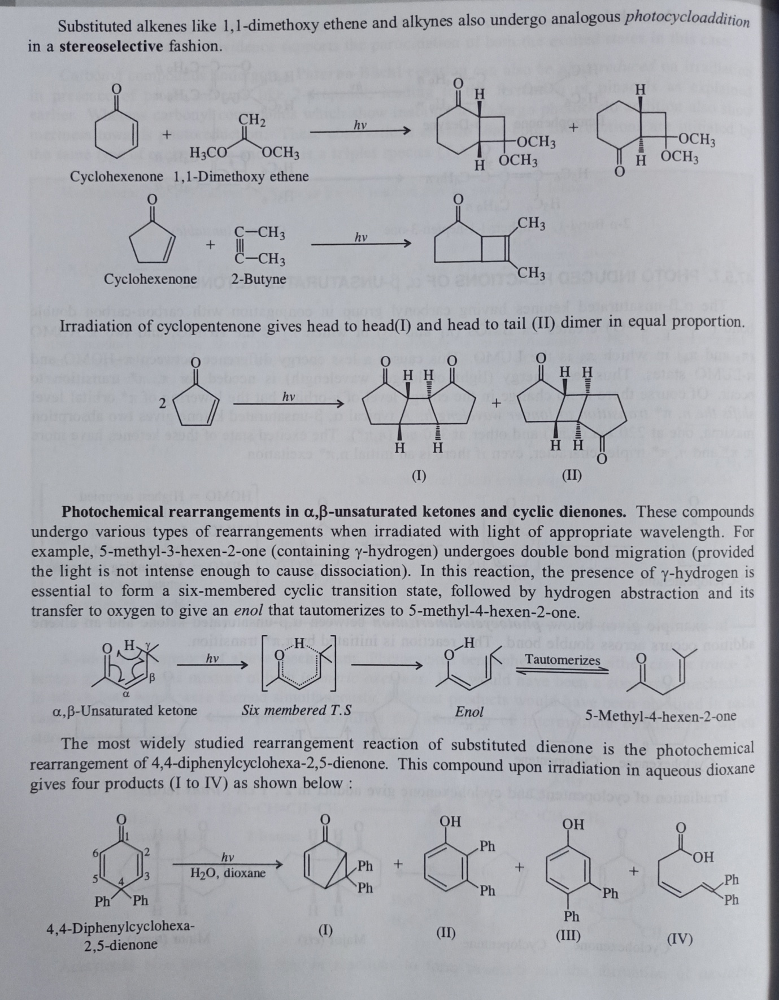 Substituted alkenes like 1,1-dimethoxy ethene and alkynes also undergo analogous photocycloaddition
in a stereoselective fashion.
O
CH2
+
H3CO
OCH3
hν
O
H
OCH3
H
OCH3
+
H
OCH3
H
OCH3
O
Cyclohexenone 1,1-Dimethoxy ethene
O
+
C−CH3
C−CH3
hν
O
CH3
CH3
Cyclohexenone 2-Butyne
Irradiation of cyclopentenone gives head to head(I) and head to tail (II) dimer in equal proportion.
2
O
hν
O
H H
O
H H
+
O
H H
H H
O
(I) (II)
Photochemical rearrangements in α,β-unsaturated ketones and cyclic dienones. These compounds
undergo various types of rearrangements when irradiated with light of appropriate wavelength. For
example, 5-methyl-3-hexen-2-one (containing γ-hydrogen) undergoes double bond migration (provided
the light is not intense enough to cause dissociation). In this reaction, the presence of γ-hydrogen is
essential to form a six-membered cyclic transition state, followed by hydrogen abstraction and its
transfer to oxygen to give an enol that tautomerizes to 5-methyl-4-hexen-2-one.
O H γ
β
α
hν
H
O
H
O
Tautomerizes
O
α,β-Unsaturated ketone Six membered T.S Enol 5-Methyl-4-hexen-2-one
The most widely studied rearrangement reaction of substituted dienone is the photochemical
rearrangement of 4,4-diphenylcyclohexa-2,5-dienone. This compound upon irradiation in aqueous dioxane
gives four products (I to IV) as shown below :
O
1
6 2
5 3
4
Ph Ph
hν
H2O, dioxane
O
Ph
Ph
+
OH
Ph
Ph
+
OH
Ph
Ph
+
O
OH
Ph
Ph
4,4-Diphenylcyclohexa-
2,5-dienone
(I) (II) (III) (IV)